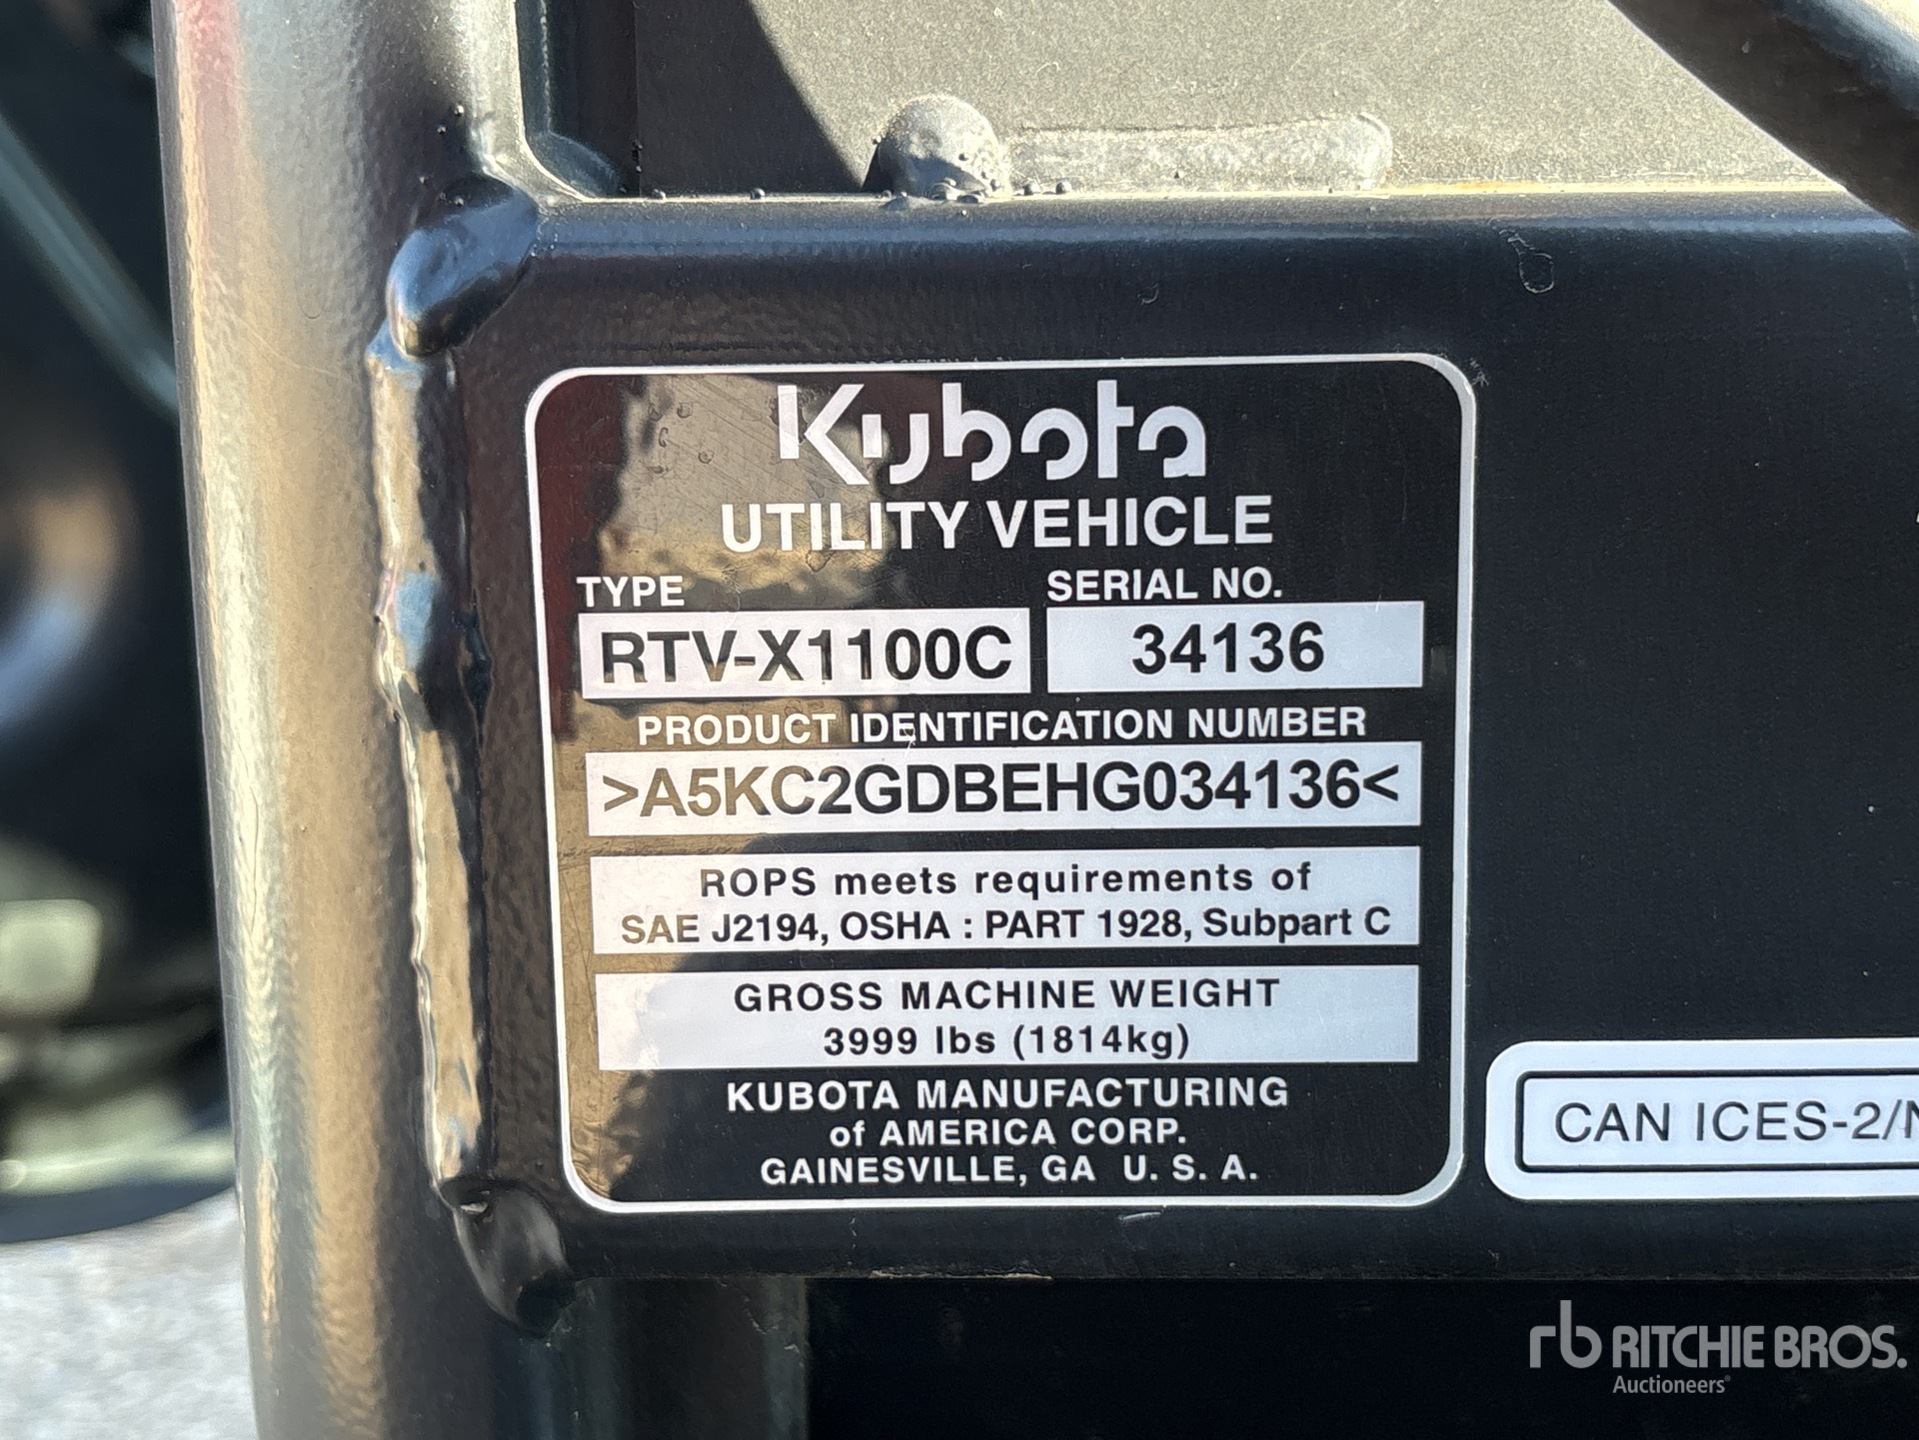 Kubota
UTILITY VEHICLE
TYPE SERIAL NO.
RTV-X1100C 34136
PRODUCT IDENTIFICATION NUMBER
>A5KC2GDBEHG034136<
ROPS meets requirements of
SAE J2194, OSHA : PART 1928, Subpart C
GROSS MACHINE WEIGHT
3999 lbs (1814kg)
KUBOTA MANUFACTURING
of AMERICA CORP.
GAINESVILLE, GA U. S. A.
CAN ICES-2/N
rb RITCHIE BROS.
Auctioneers®